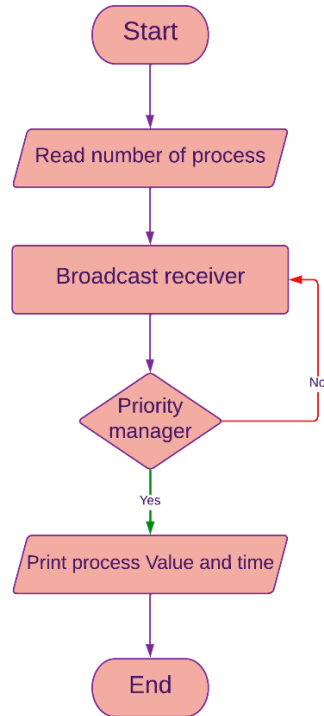 Start
Read number of process
Broadcast receiver
Priority
manager
No
Yes
Print process Value and time
End